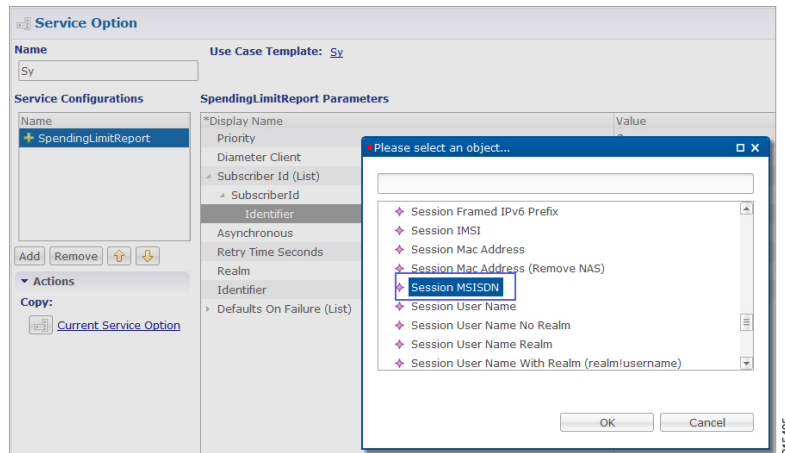 Service Option
Name
Use Case Template: Sy
Sy
Service Configurations
SpendingLimitReport Parameters
Name
*Display Name
Value
SpendingLimitReport
Priority
Diameter Client
Subscriber Id (List)
SubscriberId
Identifier
Asynchronous
Retry Time Seconds
Realm
Identifier
Defaults On Failure (List)
Add
Remove
Actions
Copy:
Current Service Option
Please select an object...
Session Framed IPv6 Prefix
Session IMSI
Session Mac Address
Session Mac Address (Remove NAS)
Session MSISDN
Session User Name
Session User Name No Realm
Session User Name Realm
Session User Name With Realm (realm!username)
OK
Cancel